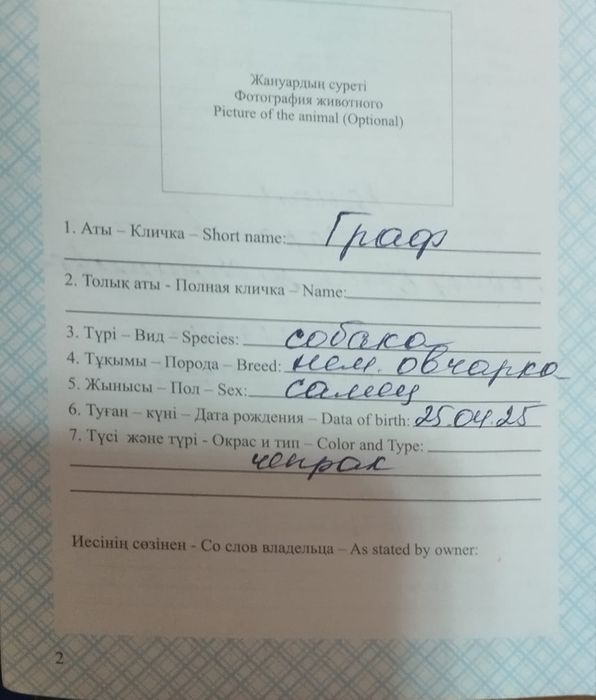 Жануардың суреті
Фотография животного
Picture of the animal (Optional)
1. Аты – Кличка – Short name: Граф
2. Толық аты - Полная кличка – Name:
3. Түрі – Вид – Species: собака
4. Тұқымы – Порода – Breed: нем. овчарка
5. Жынысы – Пол – Sex: самец
6. Туған – күні – Дата рождения – Data of birth: 25.04.25
7. Түсі және түрі - Окрас и тип – Color and Type:
чепрак
Иесінің сөзінен - Со слов владельца – As stated by owner:
2